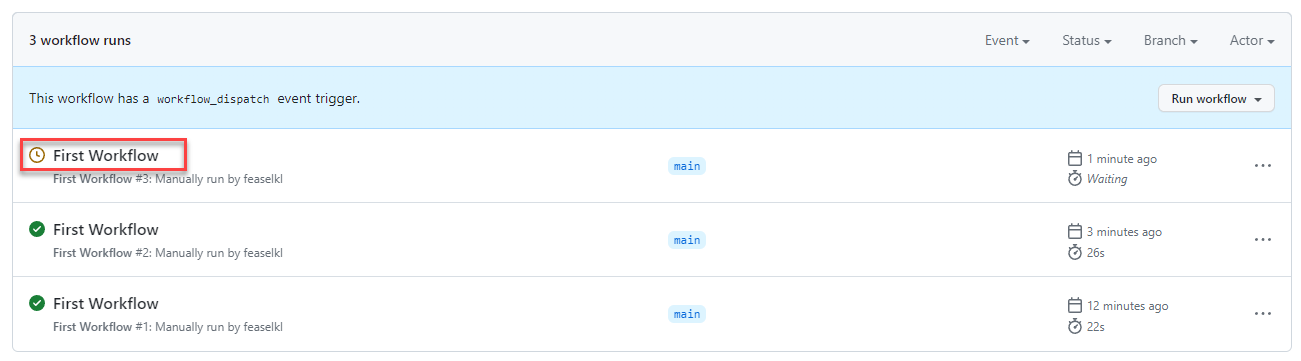 3 workflow runs Event Status Branch Actor
This workflow has a workflow_dispatch event trigger. Run workflow
First Workflow
First Workflow #3: Manually run by feaselkl
main
1 minute ago
Waiting
First Workflow
First Workflow #2: Manually run by feaselkl
main
3 minutes ago
26s
First Workflow
First Workflow #1: Manually run by feaselkl
main
12 minutes ago
22s